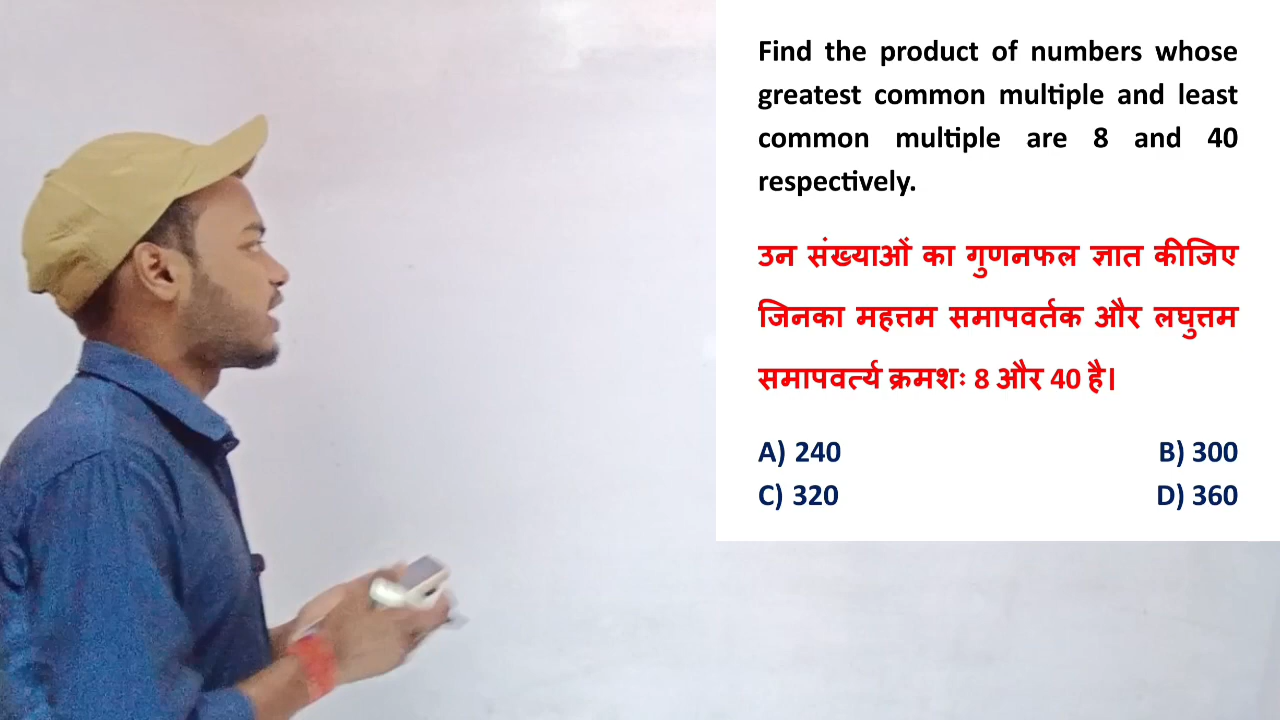 Find the product of numbers whose
greatest common multiple and least
common multiple are 8 and 40
respectively.
उन संख्याओं का गुणनफल ज्ञात कीजिए
जिनका महत्तम समापवर्तक और लघुत्तम
समापवर्त्य क्रमशः 8 और 40 है।
A) 240 B) 300
C) 320 D) 360